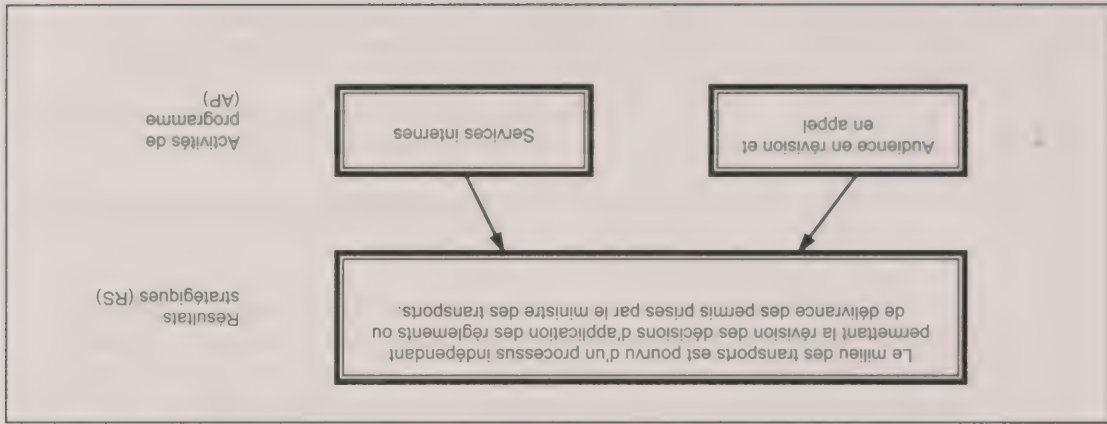 Le milieu des transports est pourvu d'un processus indépendant
permettant la révision des décisions d'application des règlements ou
de délivrance des permis prises par le ministre des transports.
Résultats
stratégiques (RS)
Audience en révision et
en appel
Services internes
Activités de
programme
(AP)